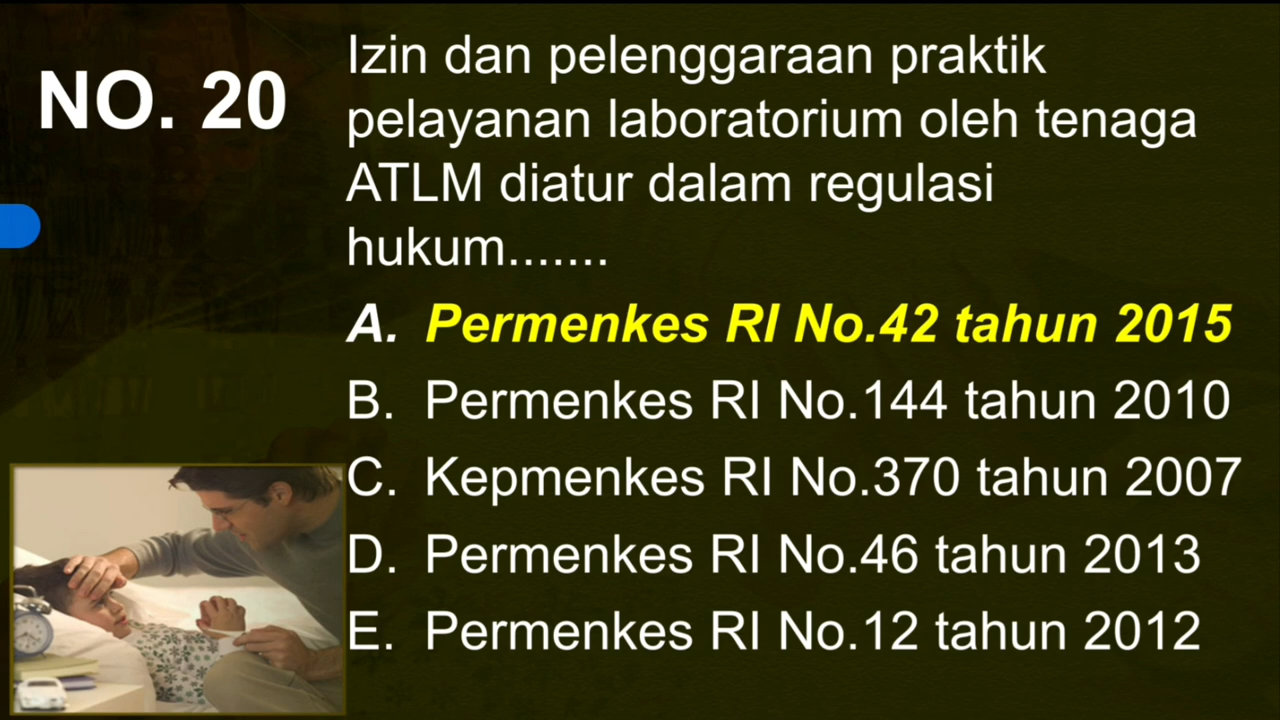 NO. 20
Izin dan pelenggaraan praktik
pelayanan laboratorium oleh tenaga
ATLM diatur dalam regulasi
hukum.......
A. Permenkes RI No.42 tahun 2015
B. Permenkes RI No.144 tahun 2010
C. Kepmenkes RI No.370 tahun 2007
D. Permenkes RI No.46 tahun 2013
E. Permenkes RI No.12 tahun 2012